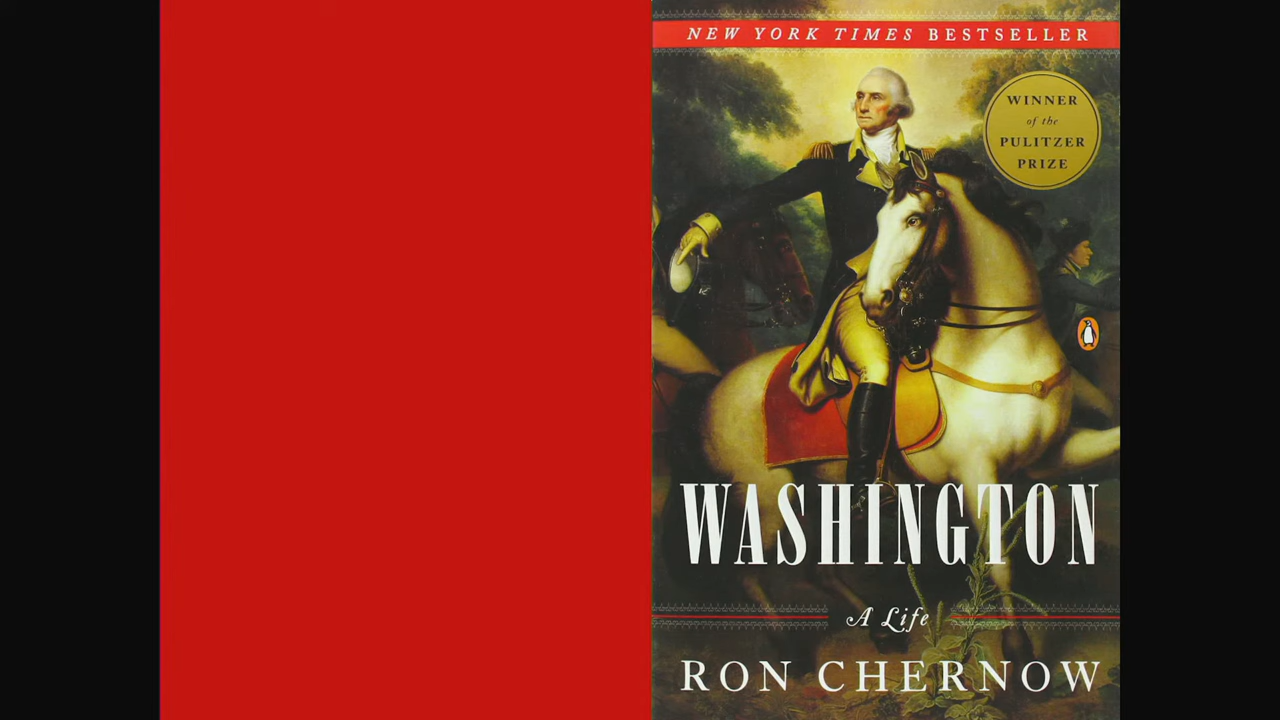 NEW YORK TIMES BESTSELLER
WINNER
of the
PULITZER
PRIZE
WASHINGTON
A Life
RON CHERNOW